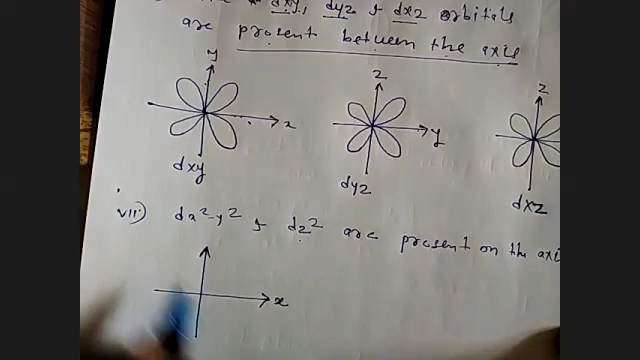 dxy, dyz & dxz orbitals
are present between the axis
y
x
dxy
z
y
dyz
z
dxz
vii) dx²-y² & dz² are present on the axi
x